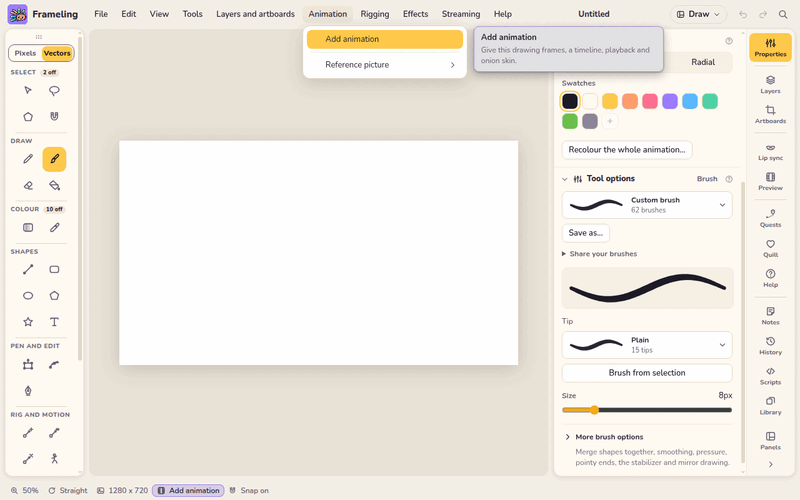 Frameling
File
Edit
View
Tools
Layers and artboards
Animation
Rigging
Effects
Streaming
Help
Untitled
Draw
Add animation
Reference picture
Add animation
Give this drawing frames, a timeline, playback and
onion skin.
Pixels
Vectors
SELECT
2 off
DRAW
COLOUR
10 off
SHAPES
PEN AND EDIT
RIG AND MOTION
Radial
Swatches
Recolour the whole animation...
Tool options
Brush
Custom brush
62 brushes
Save as...
Share your brushes
Tip
Plain
15 tips
Brush from selection
Size
8px
More brush options
Merge shapes together, smoothing, pressure,
pointy ends, the stabilizer and mirror drawing.
Properties
Layers
Artboards
Lip sync
Preview
Quests
Quill
Help
Notes
History
Scripts
Library
Panels
50%
Straight
1280 x 720
Add animation
Snap on